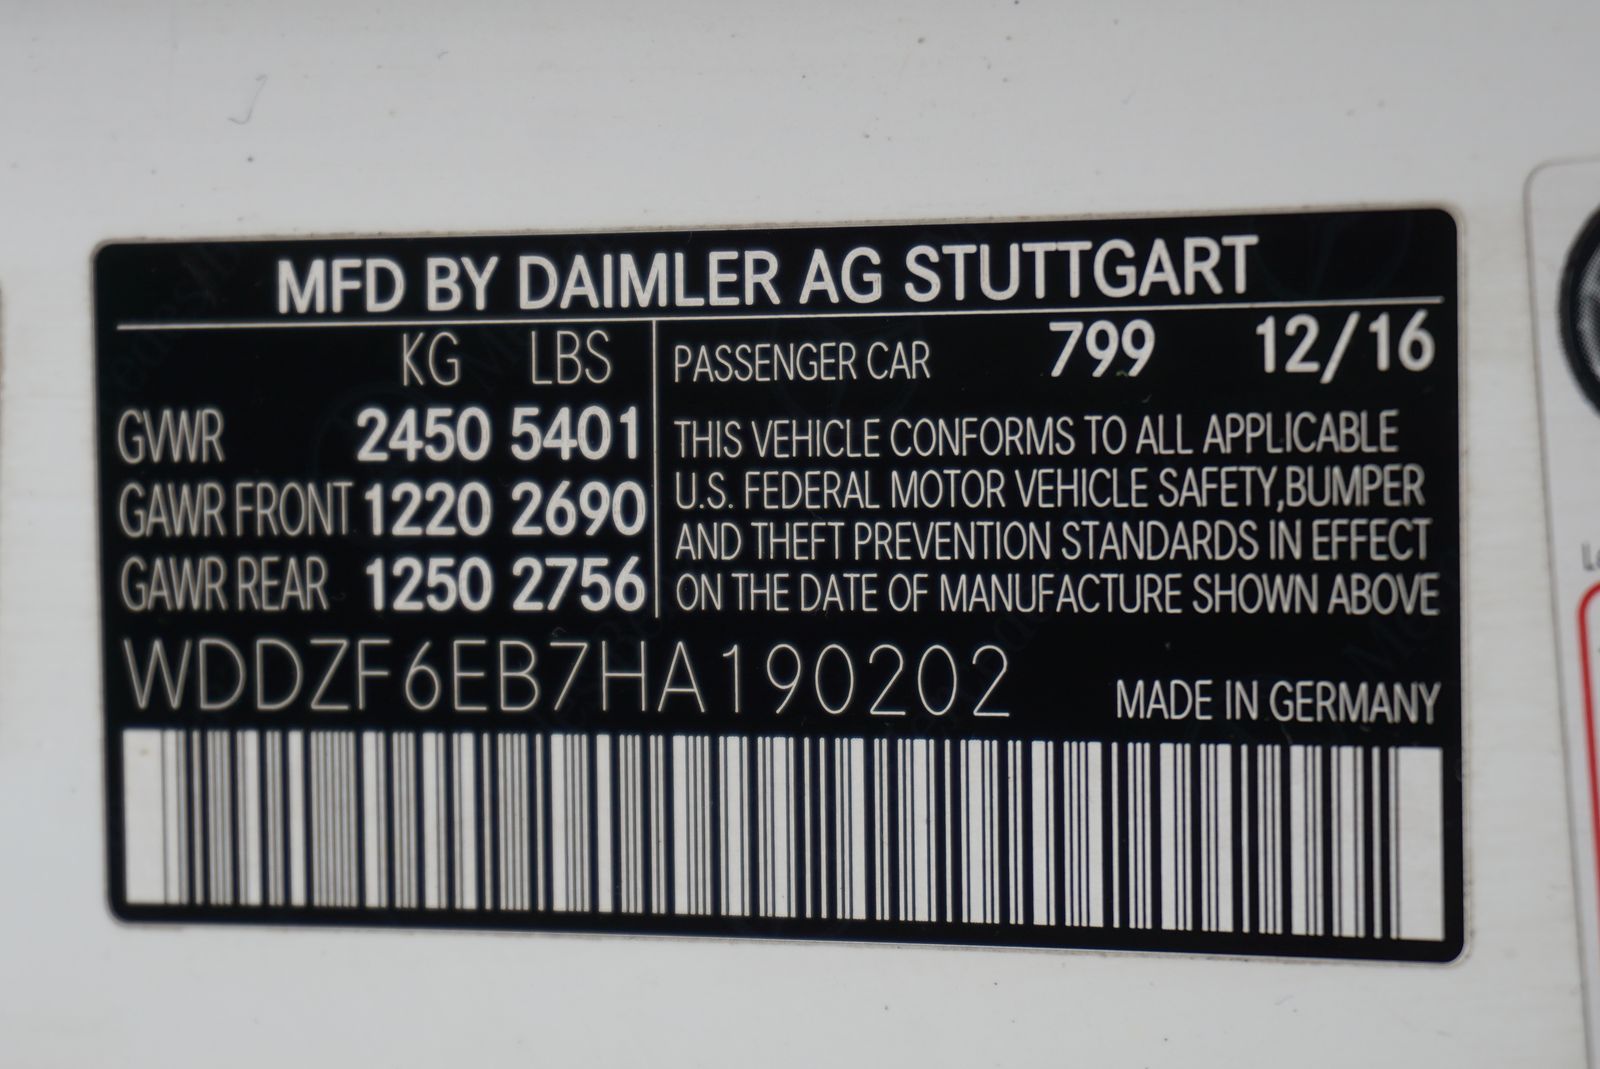 MFD BY DAIMLER AG STUTTGART
KG LBS
GVWR 2450 5401
GAWR FRONT 1220 2690
GAWR REAR 1250 2756
PASSENGER CAR 799 12/16
THIS VEHICLE CONFORMS TO ALL APPLICABLE
U.S. FEDERAL MOTOR VEHICLE SAFETY,BUMPER
AND THEFT PREVENTION STANDARDS IN EFFECT
ON THE DATE OF MANUFACTURE SHOWN ABOVE
WDDZF6EB7HA190202
MADE IN GERMANY